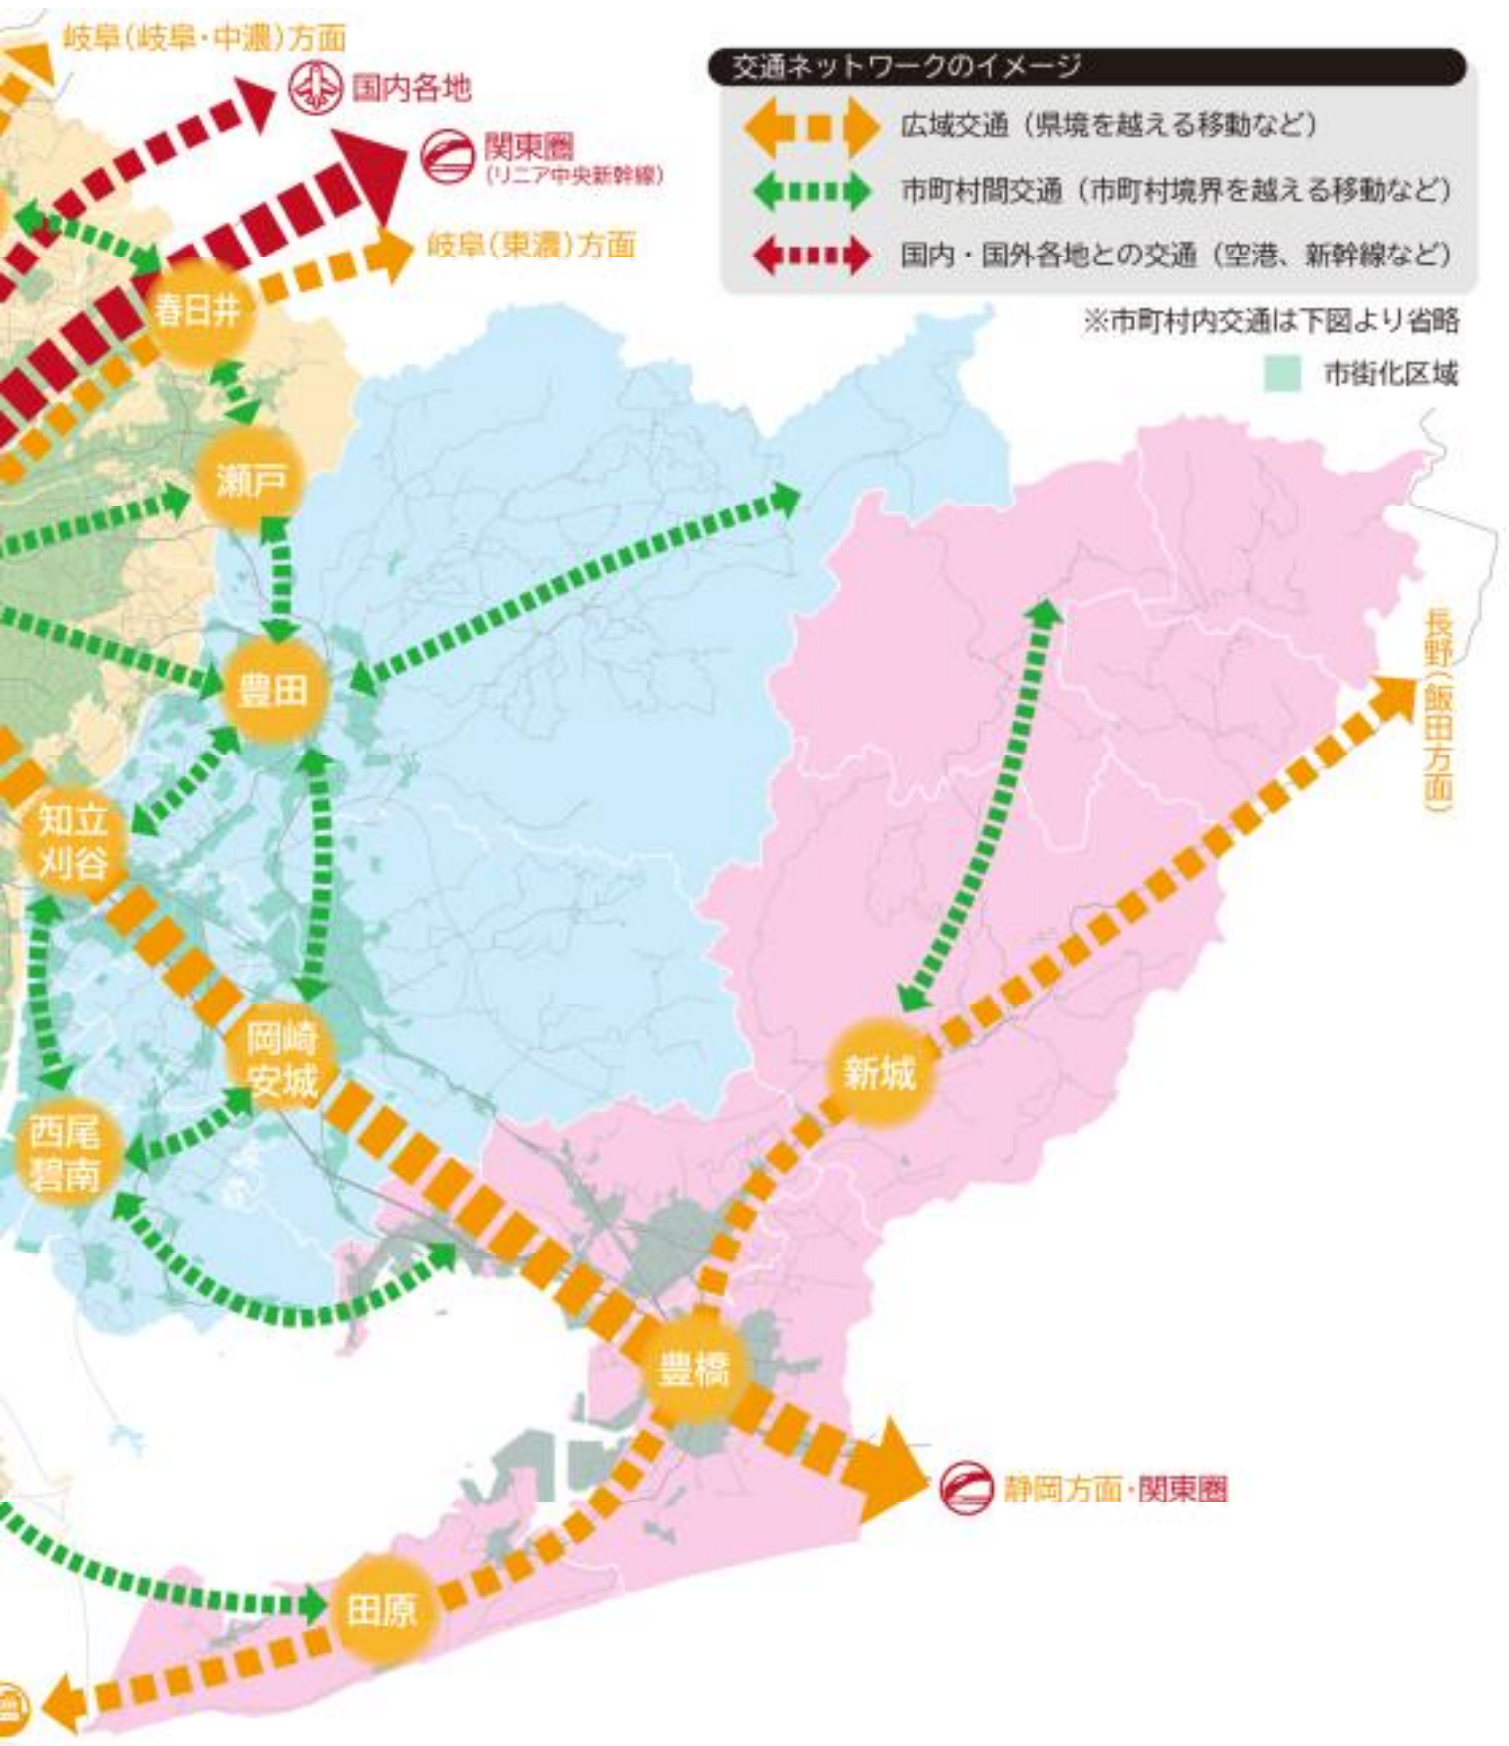 岐阜(岐阜・中濃)方面
国内各地
関東圏
(リニア中央新幹線)
岐阜(東濃)方面
交通ネットワークのイメージ
広域交通（県境を越える移動など）
市町村間交通（市町村境界を越える移動など）
国内・国外各地との交通（空港、新幹線など）
※市町村内交通は下図より省略
市街化区域
春日井
瀬戸
豊田
長野(飯田方面)
知立
刈谷
岡崎
安城
新城
西尾
碧南
豊橋
静岡方面・関東圏
田原